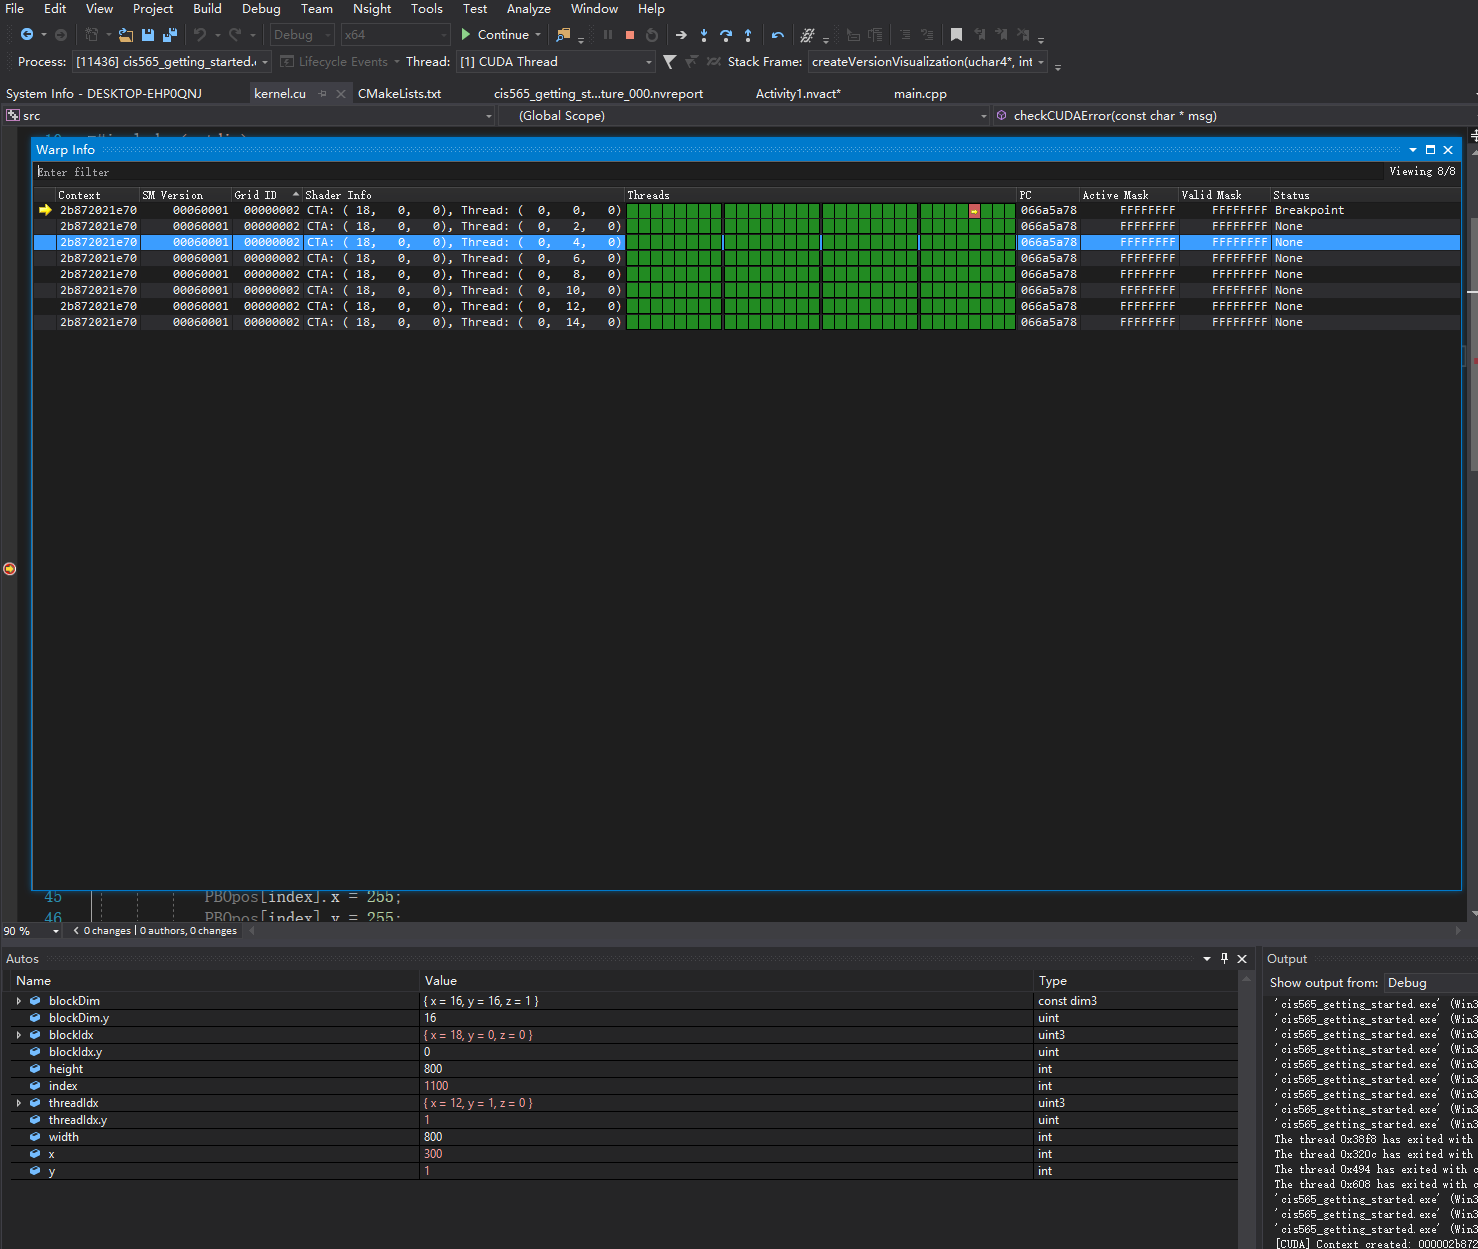 File Edit View Project Build Debug Team Nsight Tools Test Analyze Window Help
Debug x64 Continue
Process: [11436] cis565_getting_started. Lifecycle Events Thread: [1] CUDA Thread Stack Frame: createVersionVisualization(uchar4*, int
System Info - DESKTOP-EHP0QNJ kernel.cu CMakeLists.txt cis565_getting_st...ture_000.nvreport Activity1.nvact* main.cpp
src (Global Scope) checkCUDAError(const char * msg)
Warp Info
Enter filter Viewing 8/8
Context SM Version Grid ID Shader Info Threads PC Active Mask Valid Mask Status
2b872021e70 00060001 00000002 CTA: ( 18, 0, 0), Thread: ( 0, 0, 0) 066a5a78 FFFFFFFF FFFFFFFF Breakpoint
2b872021e70 00060001 00000002 CTA: ( 18, 0, 0), Thread: ( 0, 2, 0) 066a5a78 FFFFFFFF FFFFFFFF None
2b872021e70 00060001 00000002 CTA: ( 18, 0, 0), Thread: ( 0, 4, 0) 066a5a78 FFFFFFFF FFFFFFFF None
2b872021e70 00060001 00000002 CTA: ( 18, 0, 0), Thread: ( 0, 6, 0) 066a5a78 FFFFFFFF FFFFFFFF None
2b872021e70 00060001 00000002 CTA: ( 18, 0, 0), Thread: ( 0, 8, 0) 066a5a78 FFFFFFFF FFFFFFFF None
2b872021e70 00060001 00000002 CTA: ( 18, 0, 0), Thread: ( 0, 10, 0) 066a5a78 FFFFFFFF FFFFFFFF None
2b872021e70 00060001 00000002 CTA: ( 18, 0, 0), Thread: ( 0, 12, 0) 066a5a78 FFFFFFFF FFFFFFFF None
2b872021e70 00060001 00000002 CTA: ( 18, 0, 0), Thread: ( 0, 14, 0) 066a5a78 FFFFFFFF FFFFFFFF None
45 PBOpos[index].x = 255;
46 PBOpos[index].y = 255;
90 % 0 changes | 0 authors, 0 changes
Autos
Name Value Type
blockDim { x = 16, y = 16, z = 1 } const dim3
blockDim.y 16 uint
blockIdx { x = 18, y = 0, z = 0 } uint3
blockIdx.y 0 uint
height 800 int
index 1100 int
threadIdx { x = 12, y = 1, z = 0 } uint3
threadIdx.y 1 uint
width 800 int
x 300 int
y 1 int
Output
Show output from: Debug
'cis565_getting_started.exe' (Win3
'cis565_getting_started.exe' (Win3
'cis565_getting_started.exe' (Win3
'cis565_getting_started.exe' (Win3
'cis565_getting_started.exe' (Win3
'cis565_getting_started.exe' (Win3
'cis565_getting_started.exe' (Win3
'cis565_getting_started.exe' (Win3
'cis565_getting_started.exe' (Win3
The thread 0x38f8 has exited with
The thread 0x320c has exited with
The thread 0x494 has exited with c
The thread 0x608 has exited with c
'cis565_getting_started.exe' (Win3
'cis565_getting_started.exe' (Win3
'cis565_getting_started.exe' (Win3
[CUDA] Context created: 000002b872